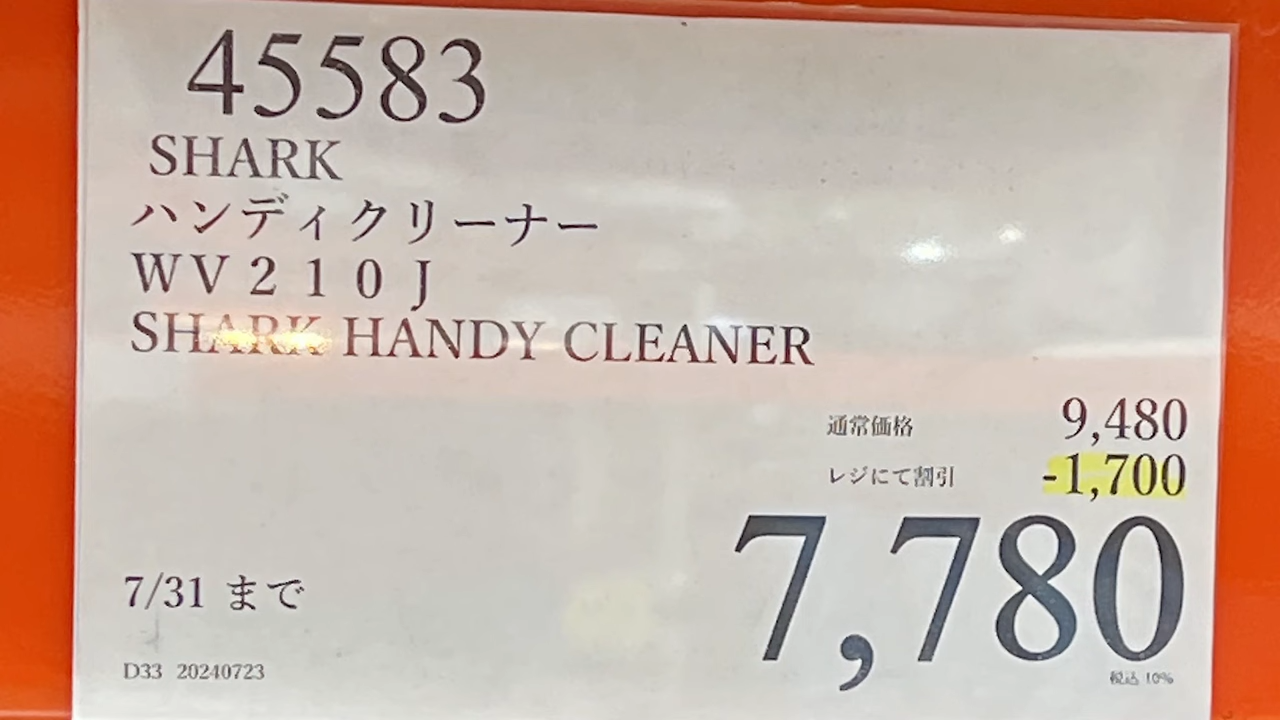 45583
SHARK
ハンディクリーナー
ＷＶ２１０Ｊ
SHARK HANDY CLEANER
通常価格 9,480
レジにて割引 -1,700
7,780
税込 10%
7/31 まで
D33 20240723